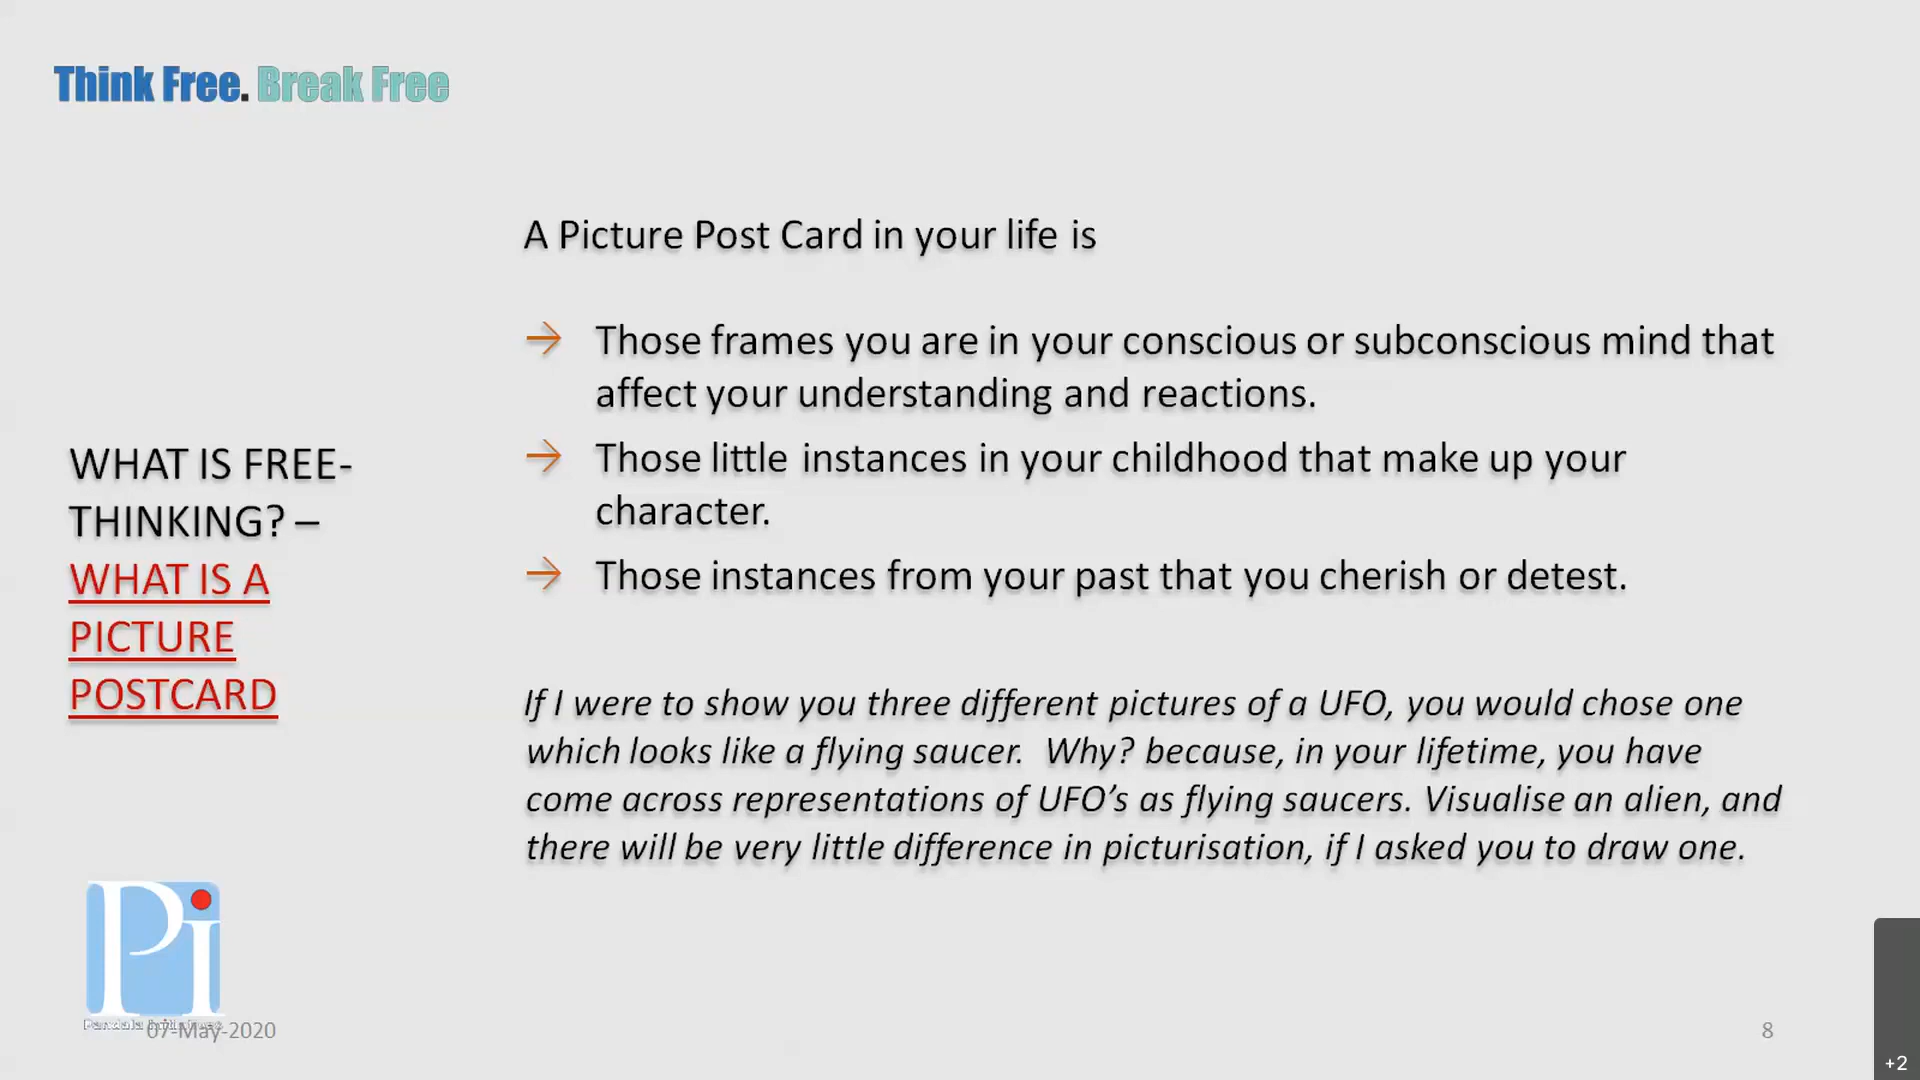 Think Free. Break Free
A Picture Post Card in your life is
→ Those frames you are in your conscious or subconscious mind that
affect your understanding and reactions.
→ Those little instances in your childhood that make up your
character.
→ Those instances from your past that you cherish or detest.
WHAT IS FREE-
THINKING? –
WHAT IS A
PICTURE
POSTCARD
If I were to show you three different pictures of a UFO, you would chose one
which looks like a flying saucer.  Why? because, in your lifetime, you have
come across representations of UFO’s as flying saucers. Visualise an alien, and
there will be very little difference in picturisation, if I asked you to draw one.
Pi
07-May-2020
8
+2